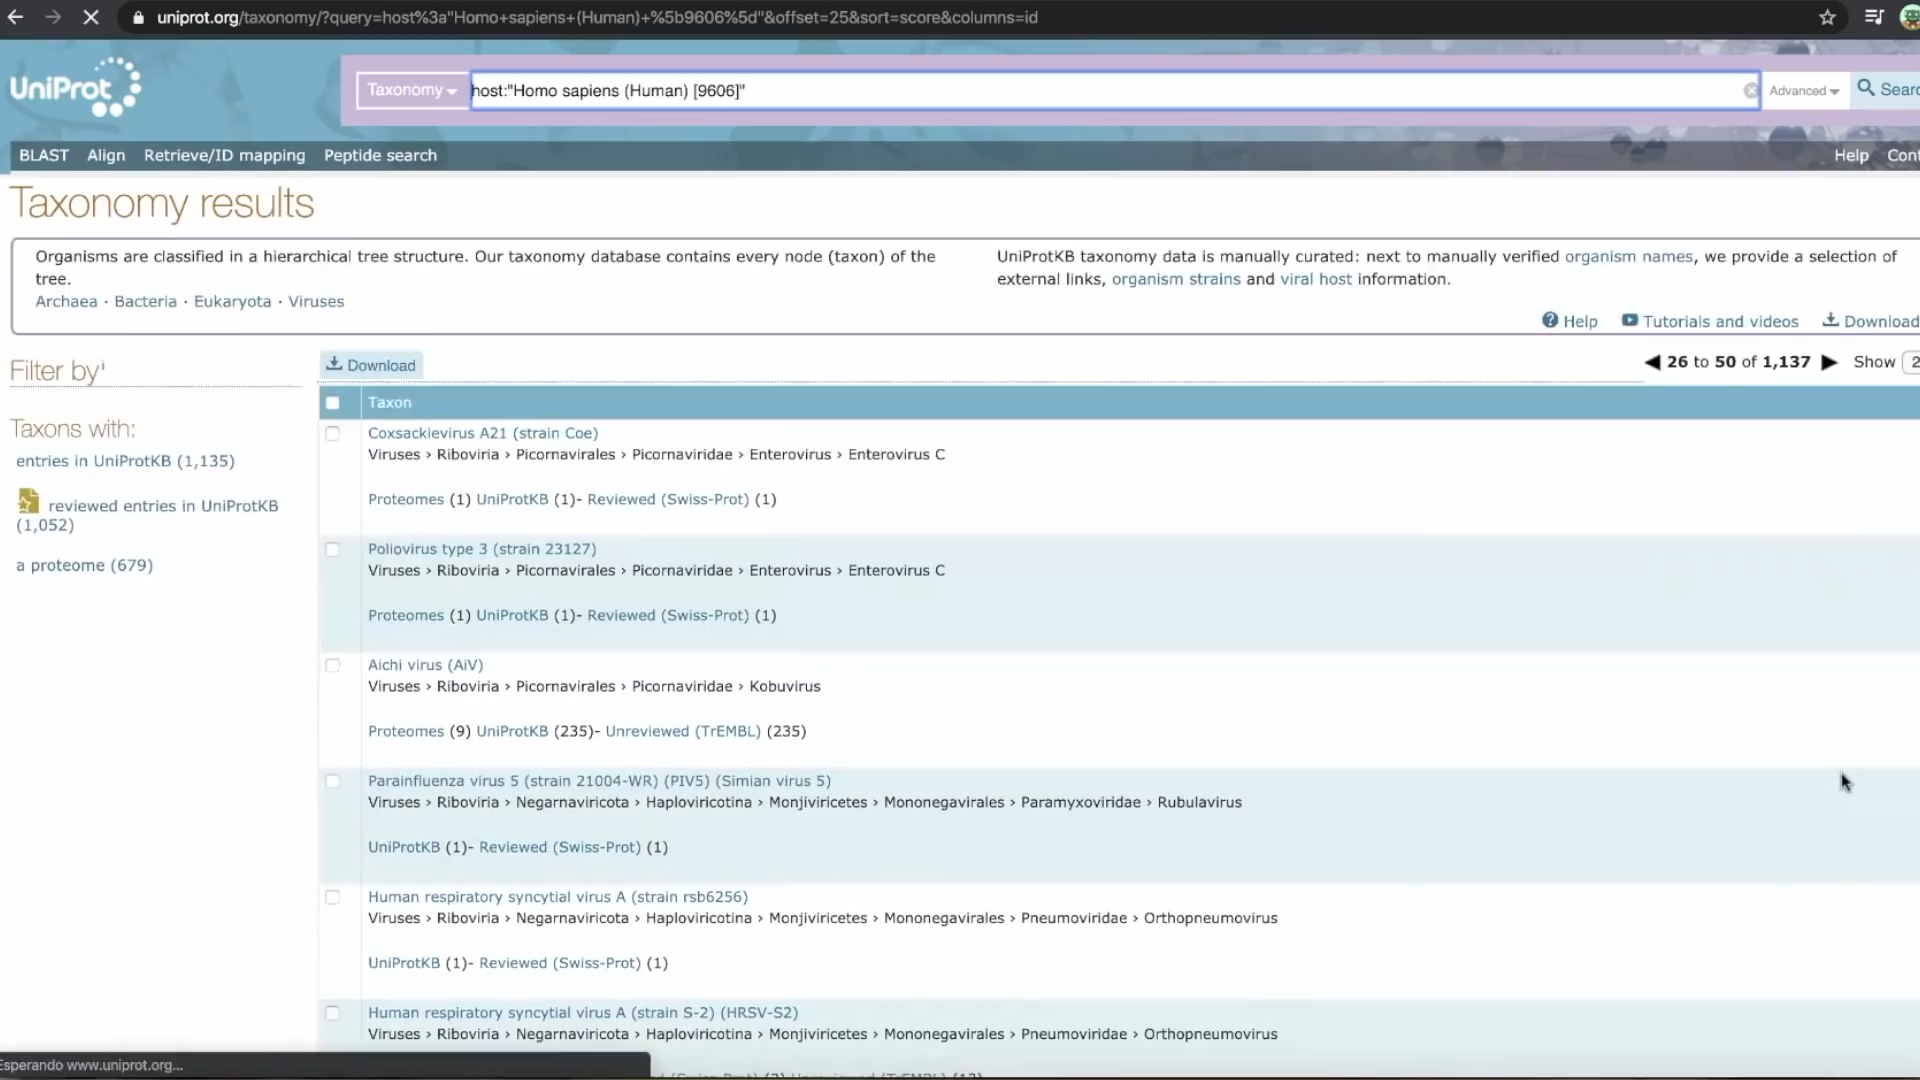 uniprot.org/taxonomy/?query=host%3a"Homo+sapiens+(Human)+%5b9606%5d"&offset=25&sort=score&columns=id
UniProt
Taxonomy
host:"Homo sapiens (Human) [9606]"
Advanced
Searc
BLAST Align Retrieve/ID mapping Peptide search
Help Cont
Taxonomy results
Organisms are classified in a hierarchical tree structure. Our taxonomy database contains every node (taxon) of the
tree.
Archaea · Bacteria · Eukaryota · Viruses
UniProtKB taxonomy data is manually curated: next to manually verified organism names, we provide a selection of
external links, organism strains and viral host information.
Help Tutorials and videos Download
Filter byⁱ
Download
26 to 50 of 1,137 Show 2
Taxons with:
entries in UniProtKB (1,135)
reviewed entries in UniProtKB
(1,052)
a proteome (679)
Taxon
Coxsackievirus A21 (strain Coe)
Viruses › Riboviria › Picornavirales › Picornaviridae › Enterovirus › Enterovirus C
Proteomes (1) UniProtKB (1)- Reviewed (Swiss-Prot) (1)
Poliovirus type 3 (strain 23127)
Viruses › Riboviria › Picornavirales › Picornaviridae › Enterovirus › Enterovirus C
Proteomes (1) UniProtKB (1)- Reviewed (Swiss-Prot) (1)
Aichi virus (AiV)
Viruses › Riboviria › Picornavirales › Picornaviridae › Kobuvirus
Proteomes (9) UniProtKB (235)- Unreviewed (TrEMBL) (235)
Parainfluenza virus 5 (strain 21004-WR) (PIV5) (Simian virus 5)
Viruses › Riboviria › Negarnaviricota › Haploviricotina › Monjiviricetes › Mononegavirales › Paramyxoviridae › Rubulavirus
UniProtKB (1)- Reviewed (Swiss-Prot) (1)
Human respiratory syncytial virus A (strain rsb6256)
Viruses › Riboviria › Negarnaviricota › Haploviricotina › Monjiviricetes › Mononegavirales › Pneumoviridae › Orthopneumovirus
UniProtKB (1)- Reviewed (Swiss-Prot) (1)
Human respiratory syncytial virus A (strain S-2) (HRSV-S2)
Viruses › Riboviria › Negarnaviricota › Haploviricotina › Monjiviricetes › Mononegavirales › Pneumoviridae › Orthopneumovirus
Esperando www.uniprot.org...